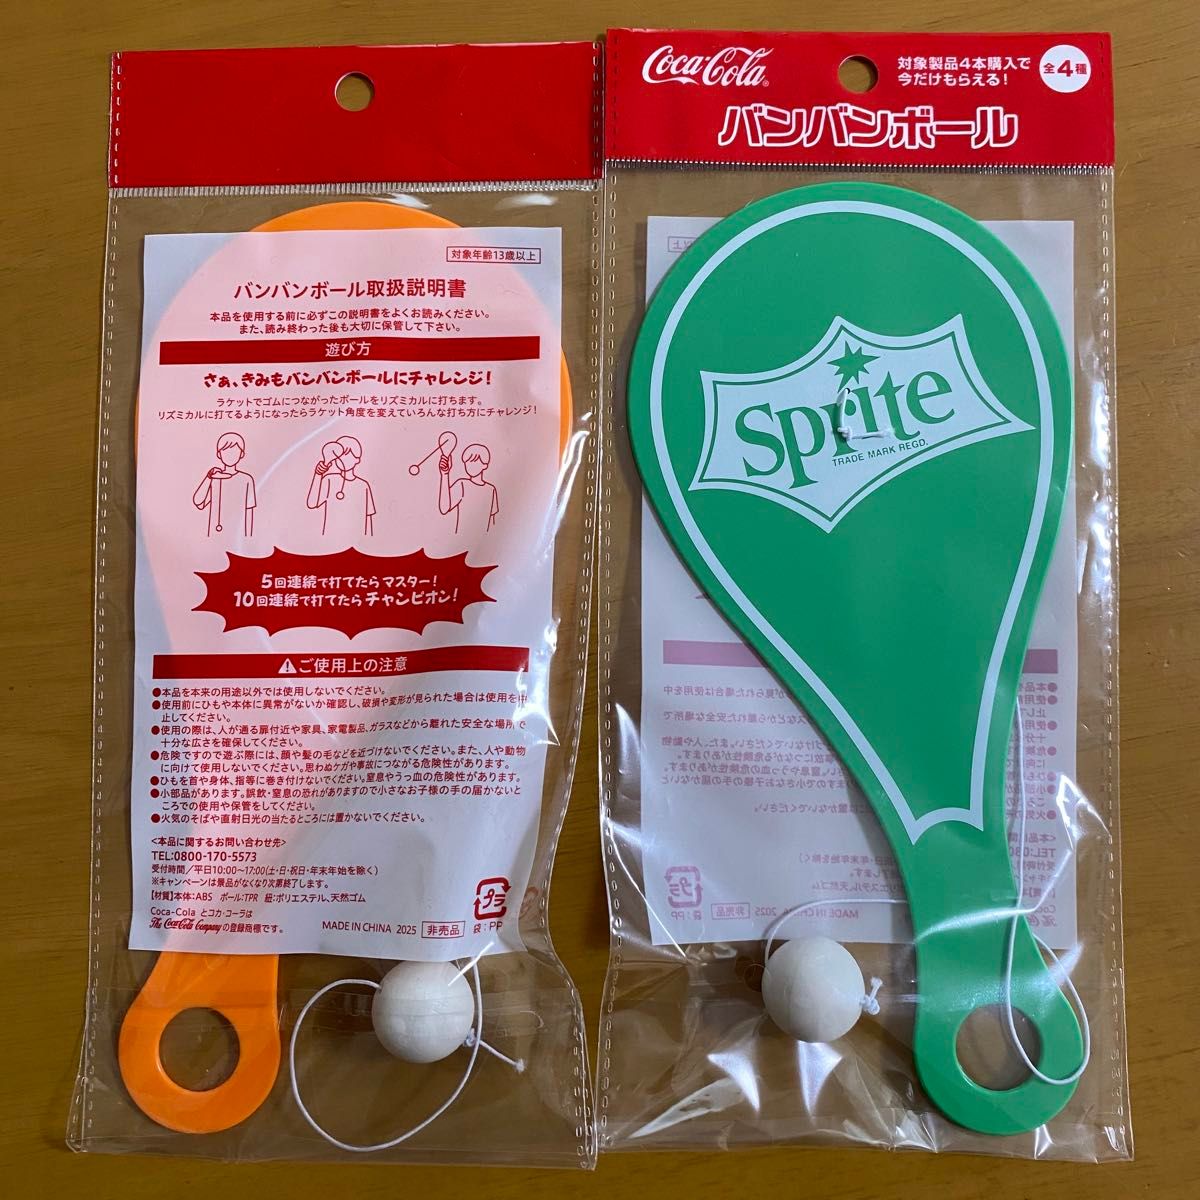 対象年齢13歳以上
バンバンボール取扱説明書
本品を使用する前に必ずこの説明書をよくお読みください。
また、読み終わった後も大切に保管して下さい。
遊び方
さぁ、きみもバンバンボールにチャレンジ!
ラケットでゴムにつながったボールをリズミカルに打ちます。
リズミカルに打てるようになったらラケット角度を変えていろんな打ち方にチャレンジ!
5回連続で打てたらマスター!
10回連続で打てたらチャンピオン!
⚠ご使用上の注意
●本品を本来の用途以外では使用しないでください。
●使用前にひもや本体に異常がないか確認し、破損や変形が見られた場合は使用を中
止してください。
●使用の際は、人が通る扉付近や家具、家電製品、ガラスなどから離れた安全な場所で
十分な広さを確保してください。
●危険ですので遊ぶ際には、顔や髪の毛などを近づけないでください。また、人や動物
に向けて使用しないでください。思わぬケガや事故につながる危険性があります。
●ひもを首や身体、指等に巻き付けないでください。窒息やうっ血の危険性があります。
●小部品があります。誤飲・窒息の恐れがありますので小さなお子様の手の届かないと
ころでの使用や保管をしてください。
●火気のそばや直射日光の当たるところには置かないでください。
<本品に関するお問い合わせ先>
TEL:0800-170-5573
受付時間/平日10:00~17:00(土・日・祝日・年末年始を除く)
※キャンペーンは景品がなくなり次第終了します。
【材質】本体:ABS ボール:TPR 紐:ポリエステル、天然ゴム
Coca-Cola とコカ・コーラは
The Coca-Cola Company の登録商標です。
MADE IN CHINA 2025 非売品
プラ
袋:PP
Coca-Cola®
対象製品4本購入で
今だけもらえる!
全4種
バンバンボール
Sprite
TRADE MARK REGD.